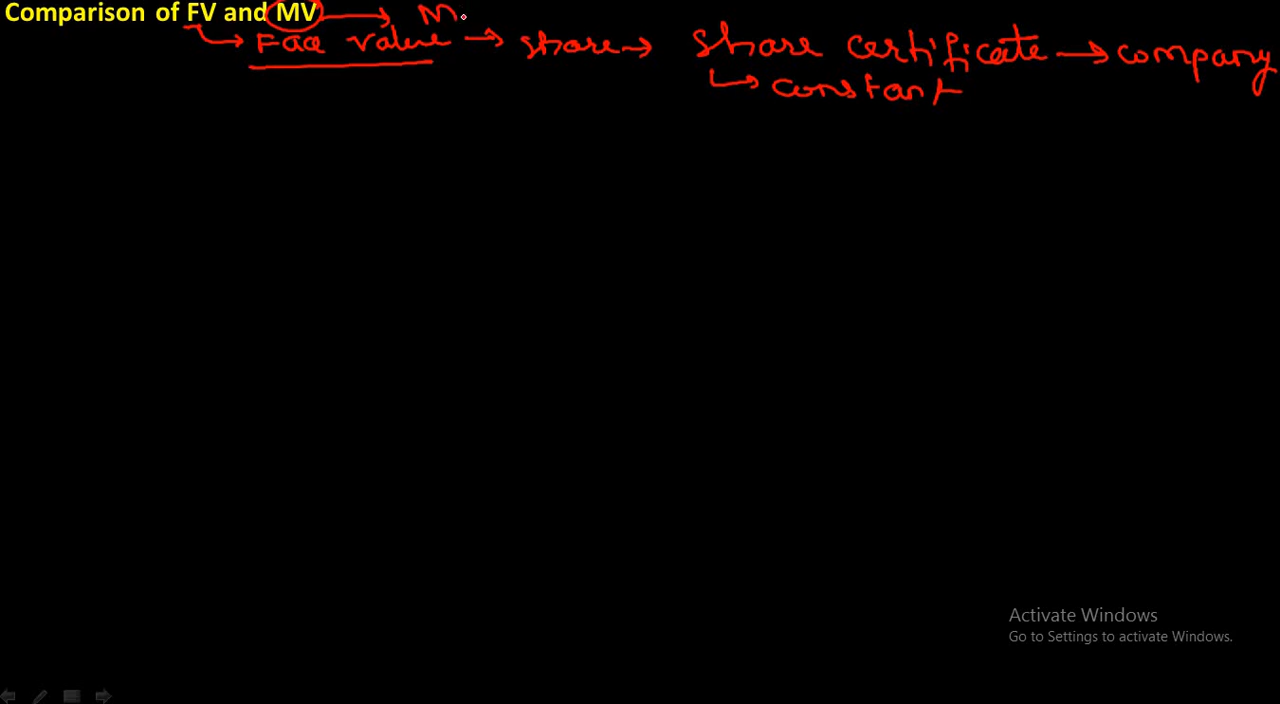 Comparison of FV and MV → M
↳ Face value → share → share certificate → company
↳ constant
Activate Windows
Go to Settings to activate Windows.